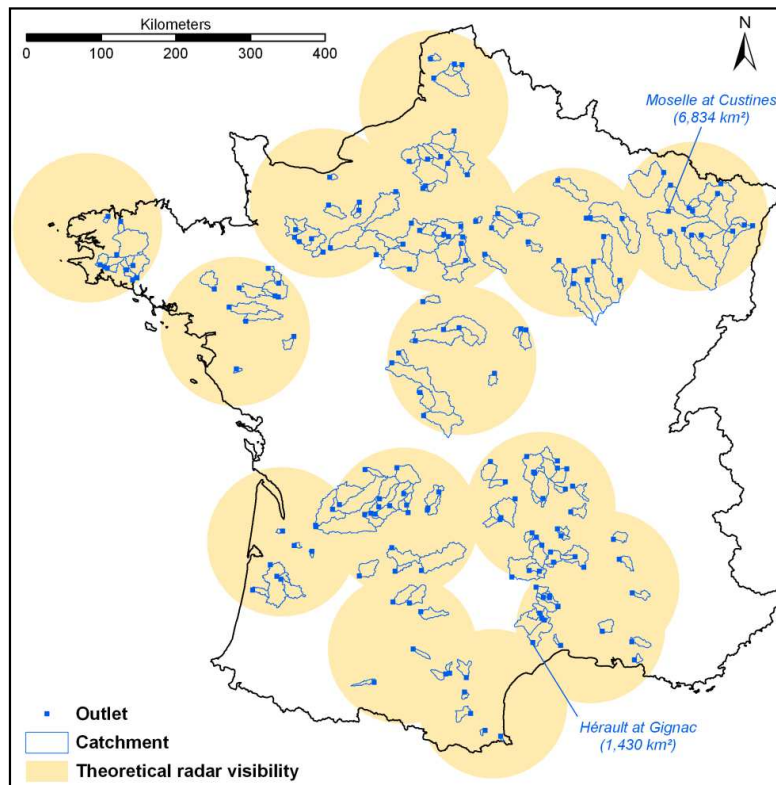 Kilometers
0 100 200 300 400
N
Moselle at Custines
(6,834 km²)
Hérault at Gignac
(1,430 km²)
Outlet
Catchment
Theoretical radar visibility